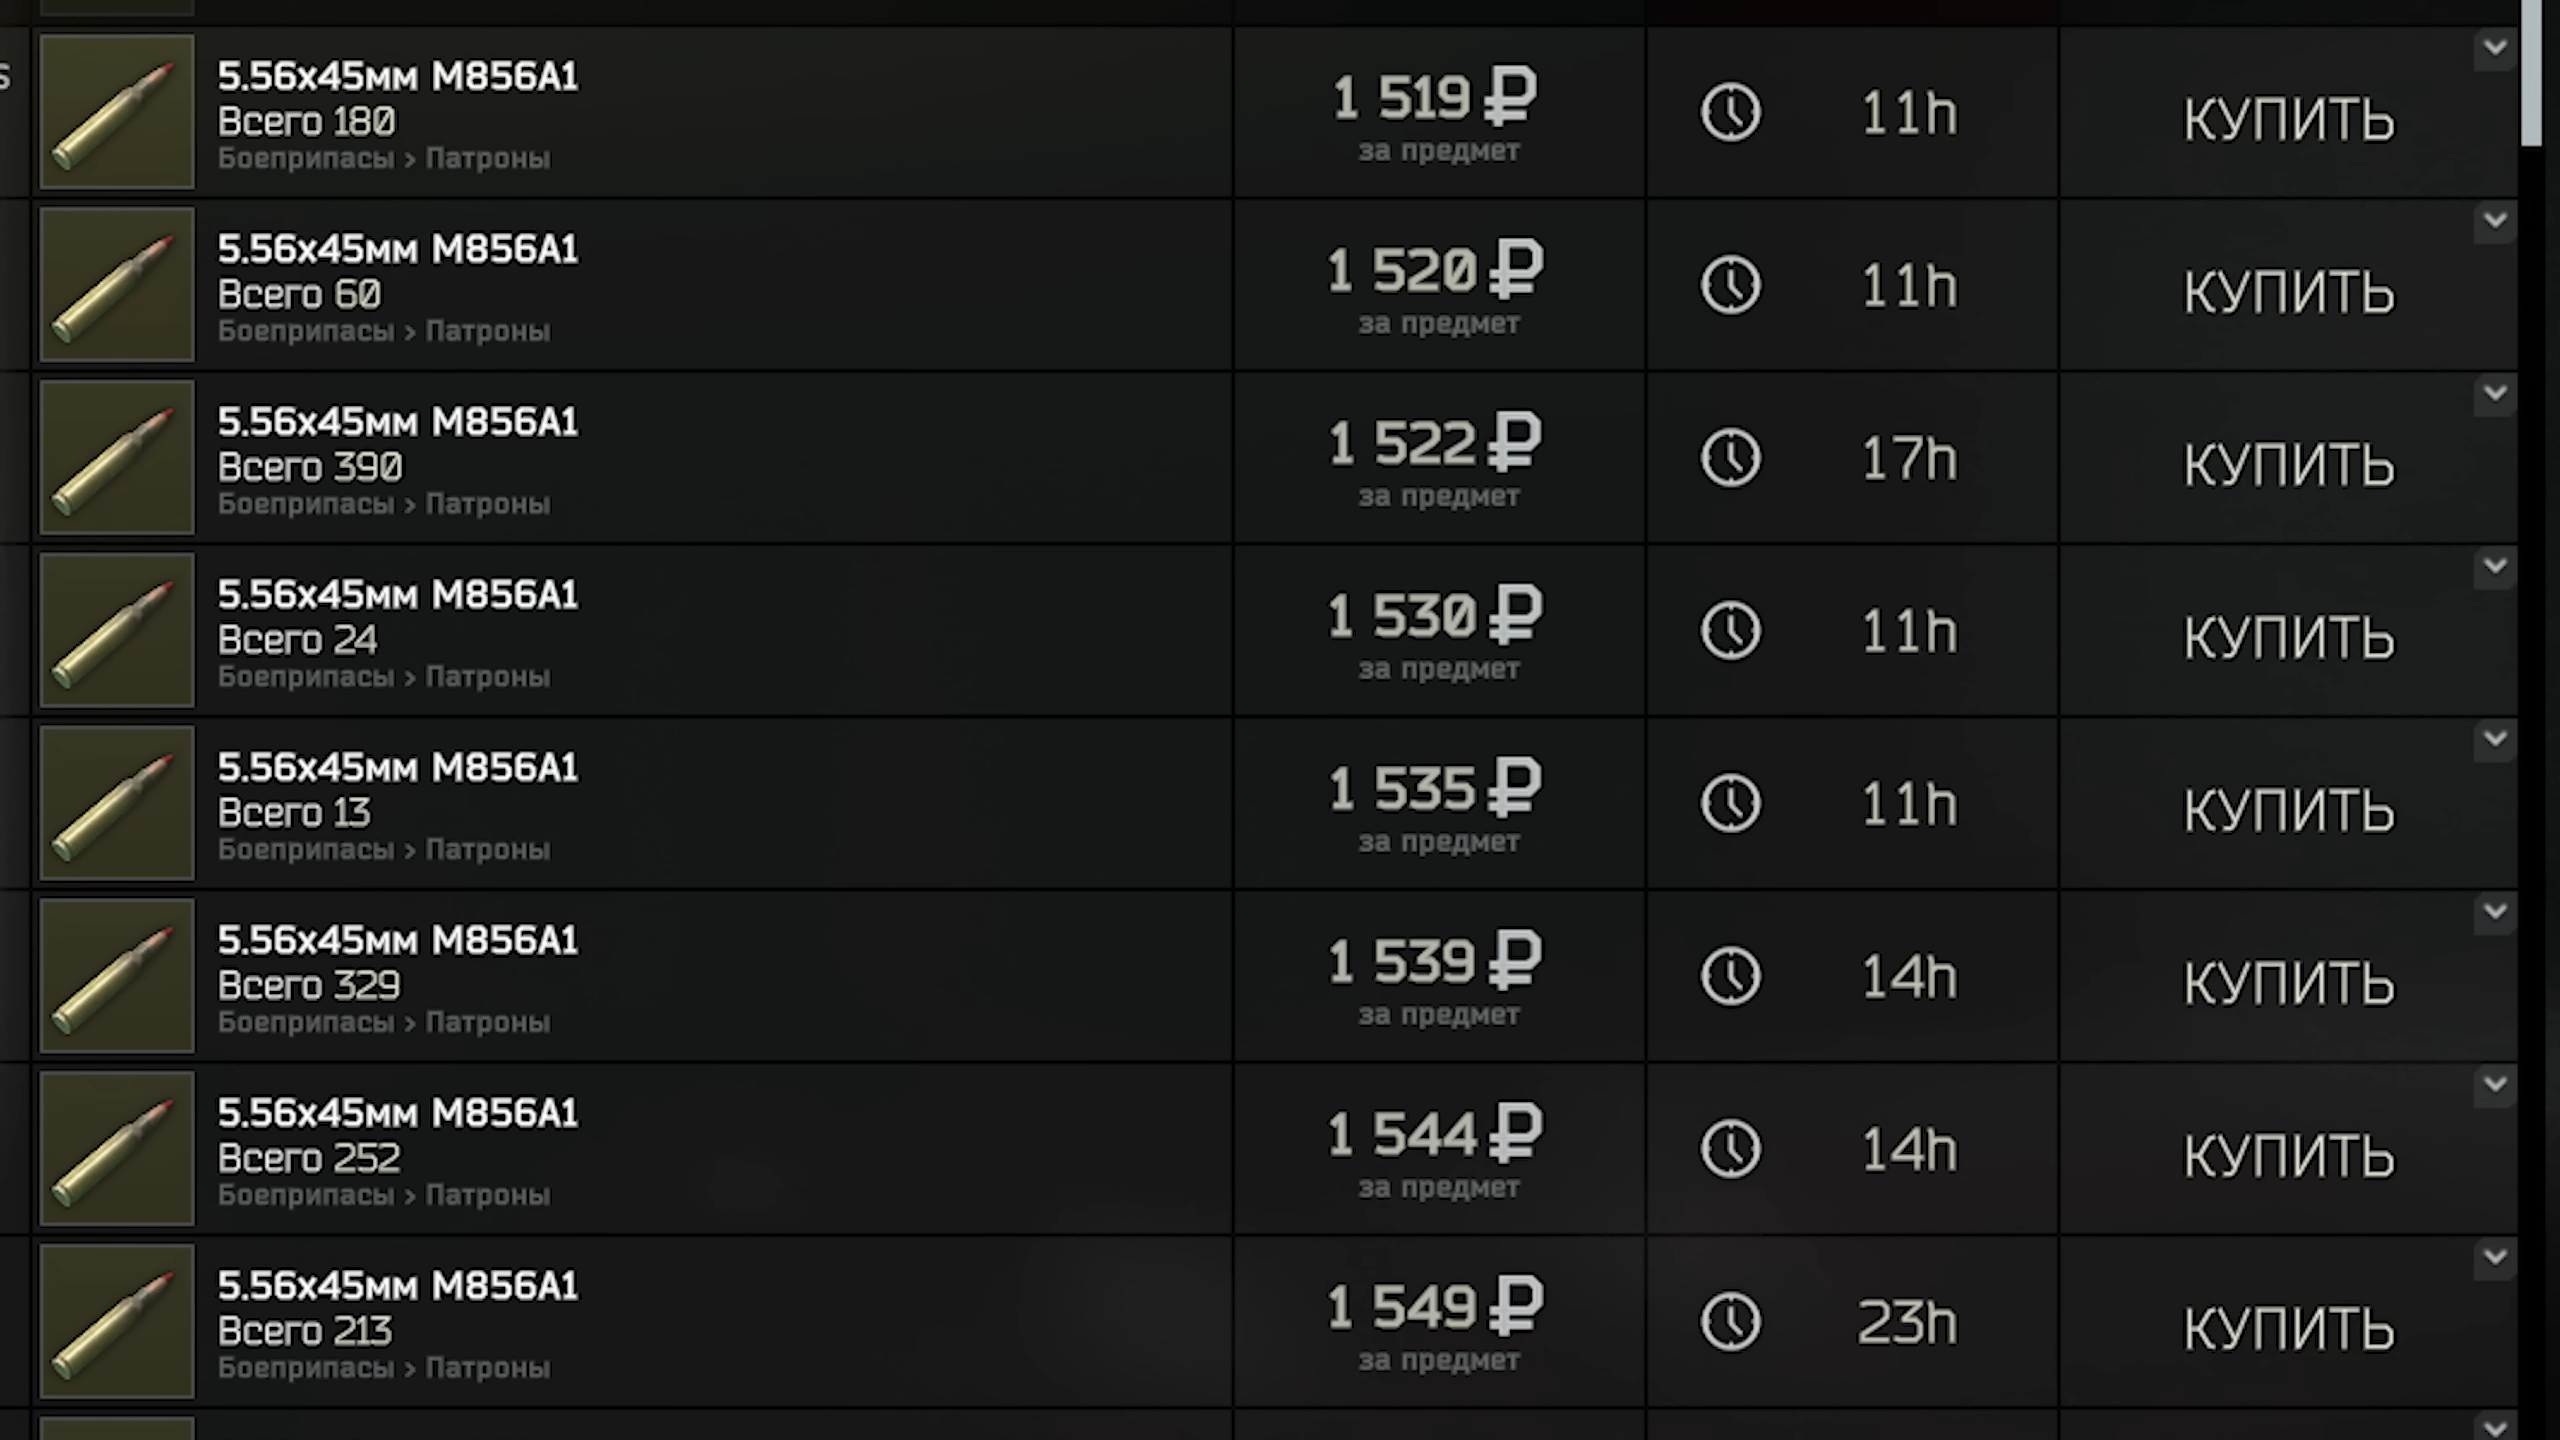 s
5.56x45мм M856A1
Всего 180
Боеприпасы > Патроны
1 519 ₽
за предмет
11h
КУПИТЬ
5.56x45мм M856A1
Всего 60
Боеприпасы > Патроны
1 520 ₽
за предмет
11h
КУПИТЬ
5.56x45мм M856A1
Всего 390
Боеприпасы > Патроны
1 522 ₽
за предмет
17h
КУПИТЬ
5.56x45мм M856A1
Всего 24
Боеприпасы > Патроны
1 530 ₽
за предмет
11h
КУПИТЬ
5.56x45мм M856A1
Всего 13
Боеприпасы > Патроны
1 535 ₽
за предмет
11h
КУПИТЬ
5.56x45мм M856A1
Всего 329
Боеприпасы > Патроны
1 539 ₽
за предмет
14h
КУПИТЬ
5.56x45мм M856A1
Всего 252
Боеприпасы > Патроны
1 544 ₽
за предмет
14h
КУПИТЬ
5.56x45мм M856A1
Всего 213
Боеприпасы > Патроны
1 549 ₽
за предмет
23h
КУПИТЬ